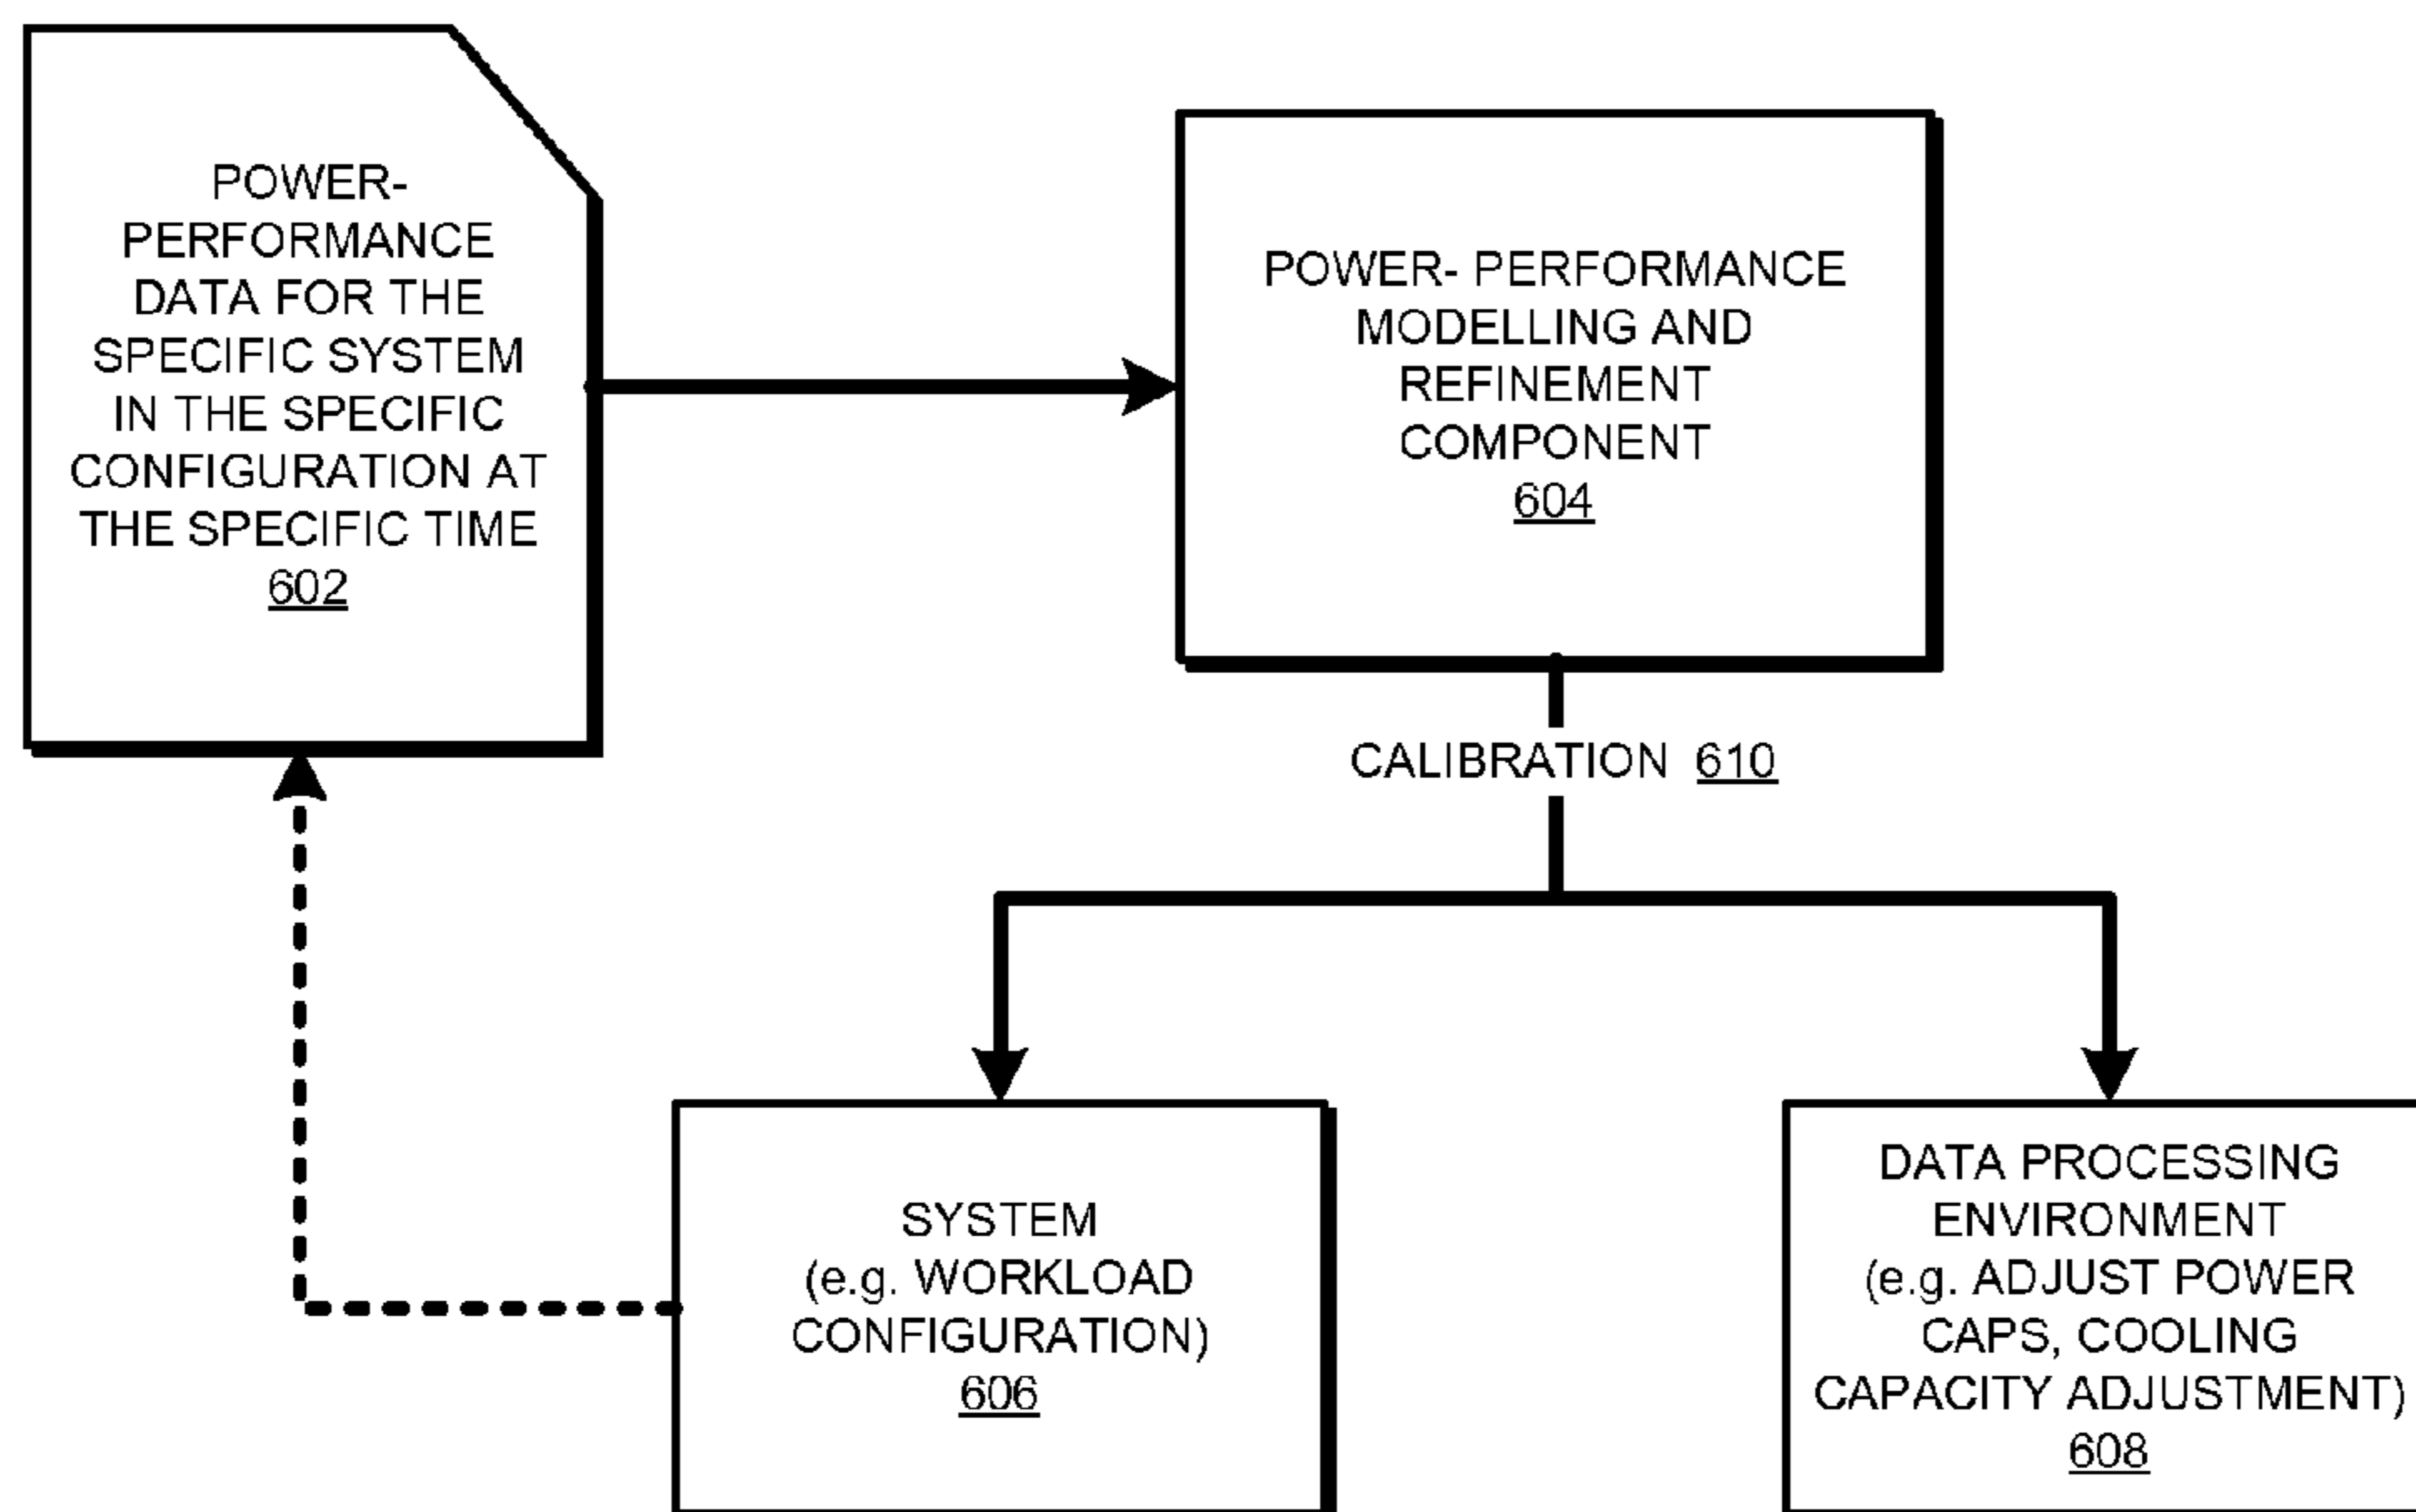 POWER-
PERFORMANCE
DATA FOR THE
SPECIFIC SYSTEM
IN THE SPECIFIC
CONFIGURATION AT
THE SPECIFIC TIME
602
POWER- PERFORMANCE
MODELLING AND
REFINEMENT
COMPONENT
604
CALIBRATION 610
SYSTEM
(e.g. WORKLOAD
CONFIGURATION)
606
DATA PROCESSING
ENVIRONMENT
(e.g. ADJUST POWER
CAPS, COOLING
CAPACITY ADJUSTMENT)
608